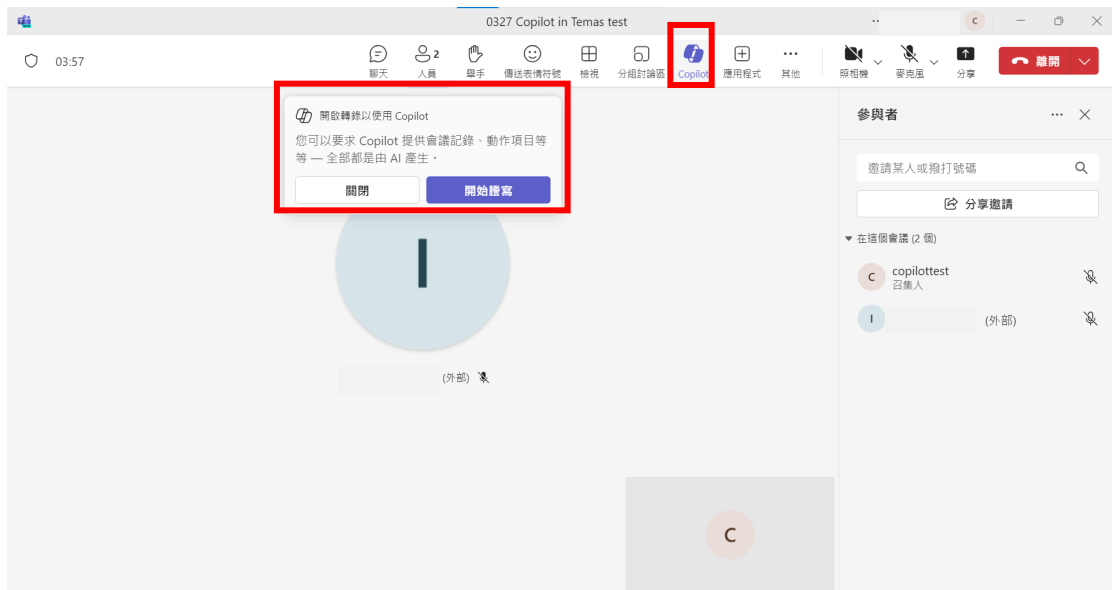 0327 Copilot in Temas test
C
03:57
聊天
2
人員
舉手
傳送表情符號
檢視
分組討論區
Copilot
應用程式
其他
照相機
麥克風
分享
離開
開啟轉錄以使用 Copilot
您可以要求 Copilot 提供會議記錄、動作項目等
等 — 全部都是由 AI 產生。
關閉
開始謄寫
I
(外部)
C
參與者
邀請某人或撥打號碼
分享邀請
在這個會議 (2 個)
C
copilottest
召集人
I
(外部)